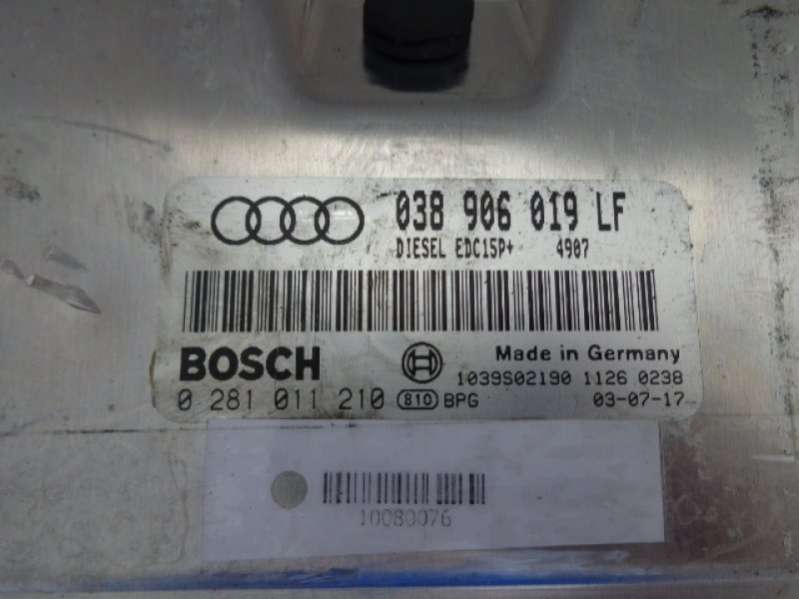 038 906 019 LF
DIESEL EDC15P+ 4907
BOSCH
Made in Germany
1039S02190 1126 0238
0 281 011 210 810 BPG 03-07-17
10080076